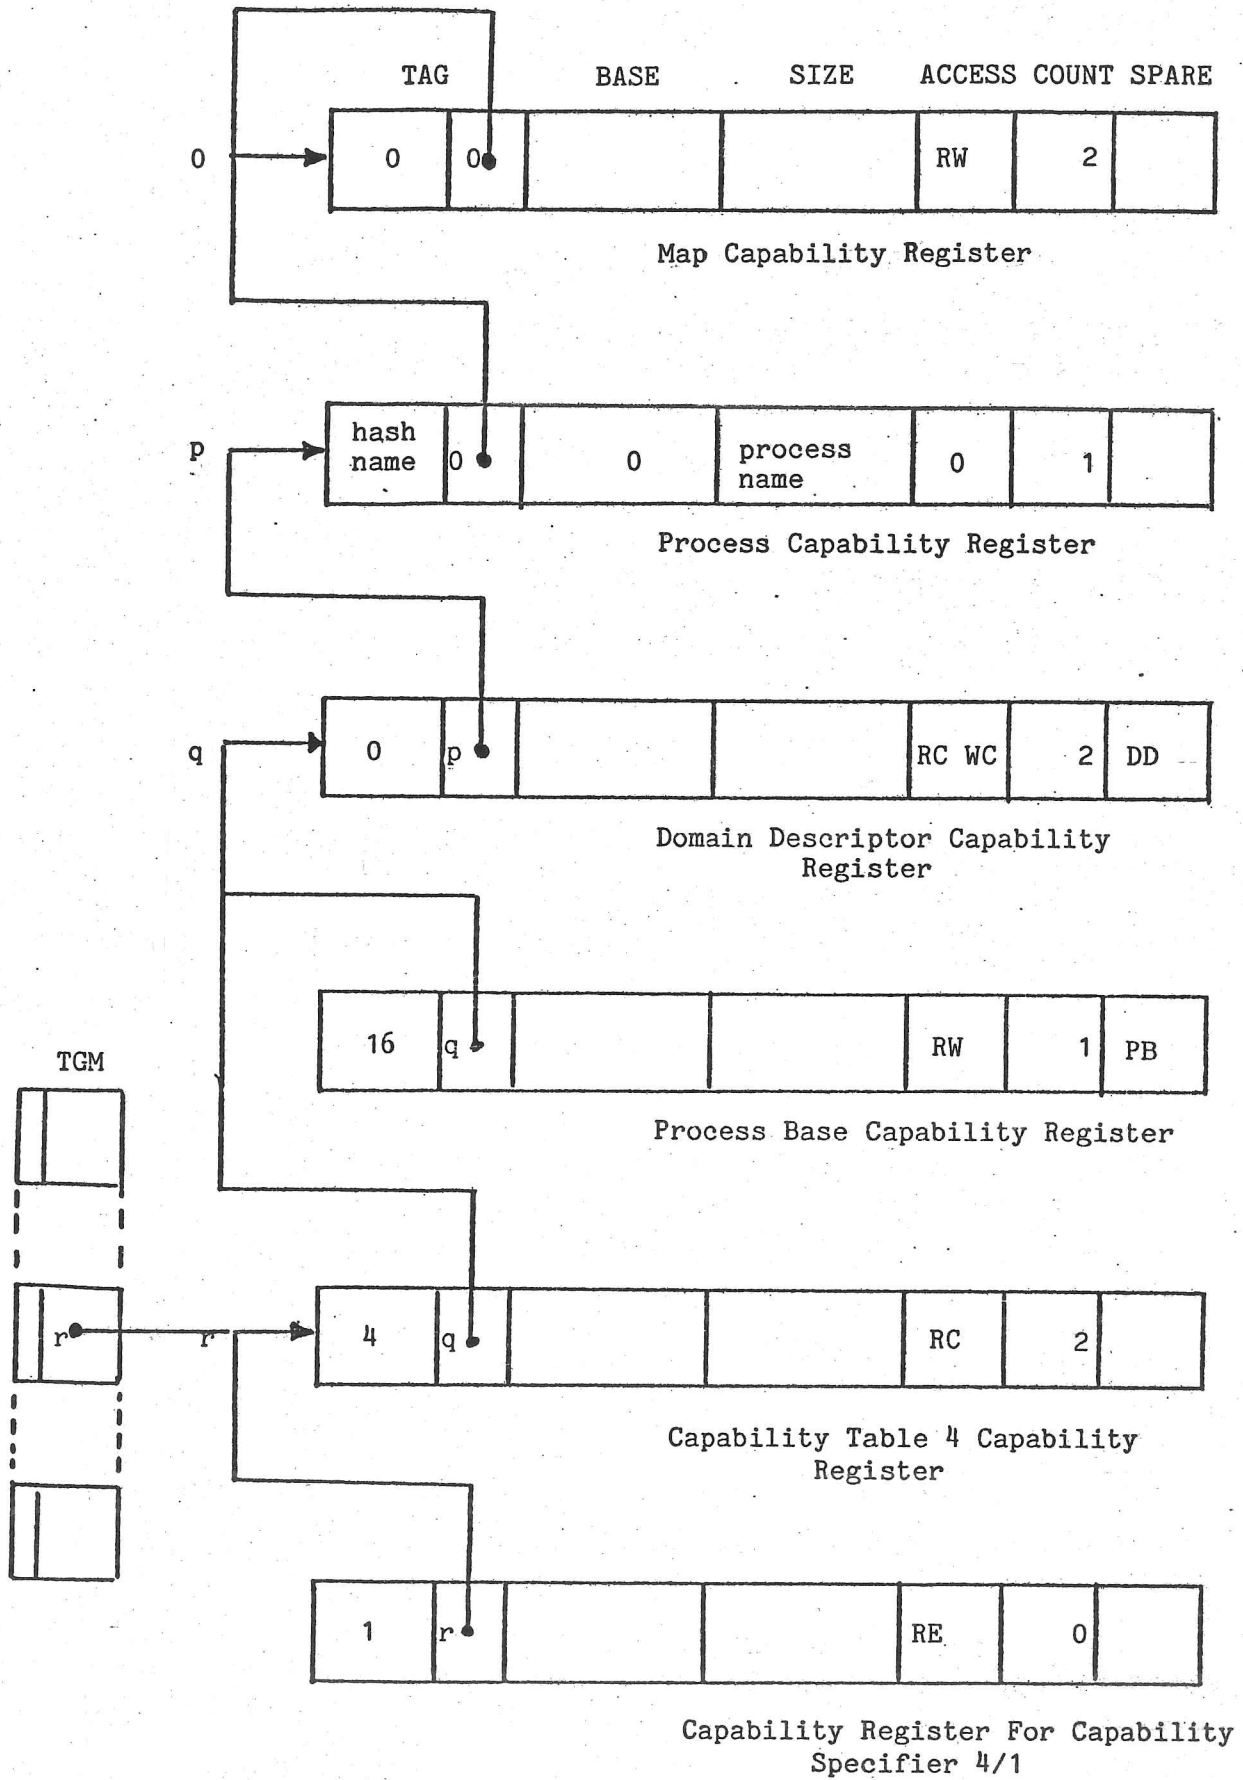 TAG BASE SIZE ACCESS COUNT SPARE
0 0 0 RW 2
Map Capability Register
p hash name 0 0 process name 0 1
Process Capability Register
q 0 p RC WC 2 DD
Domain Descriptor Capability
Register
16 q RW 1 PB
TGM
Process Base Capability Register
r r 4 q RC 2
Capability Table 4 Capability
Register
1 r RE 0
Capability Register For Capability
Specifier 4/1